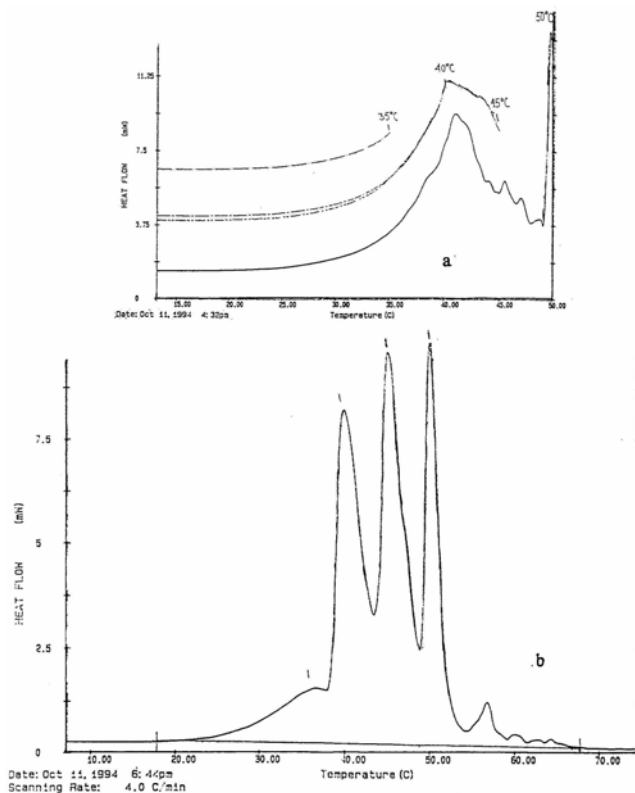 50°C
40°C
35°C
45°C
11.25
7.5
3.75
0
HEAT FLOW (mW)
a
15.00 20.00 25.00 30.00 35.00 40.00 45.00 50.00
Date: Oct 11, 1994 4:32pm Temperature (C)
7.5
5
2.5
0
HEAT FLOW (mW)
b
10.00 20.00 30.00 40.00 50.00 60.00 70.00
Date: Oct 11, 1994 6:44pm Temperature (C)
Scanning Rate: 4.0 C/min